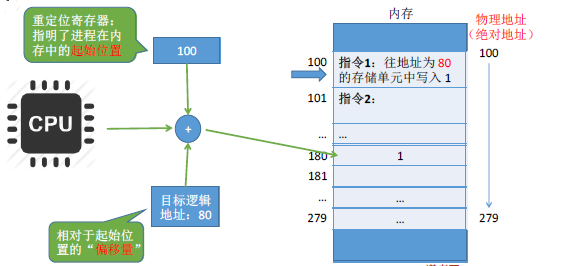 重定位寄存器：
指明了进程在内
存中的起始位置
100
CPU
+
目标逻辑
地址：80
相对于起始位
置的“偏移量”
内存
物理地址
（绝对地址）
100
指令1：往地址为80
的存储单元中写入 1
100
101
指令2：
...
...
180
1
181
...
...
279
...
279